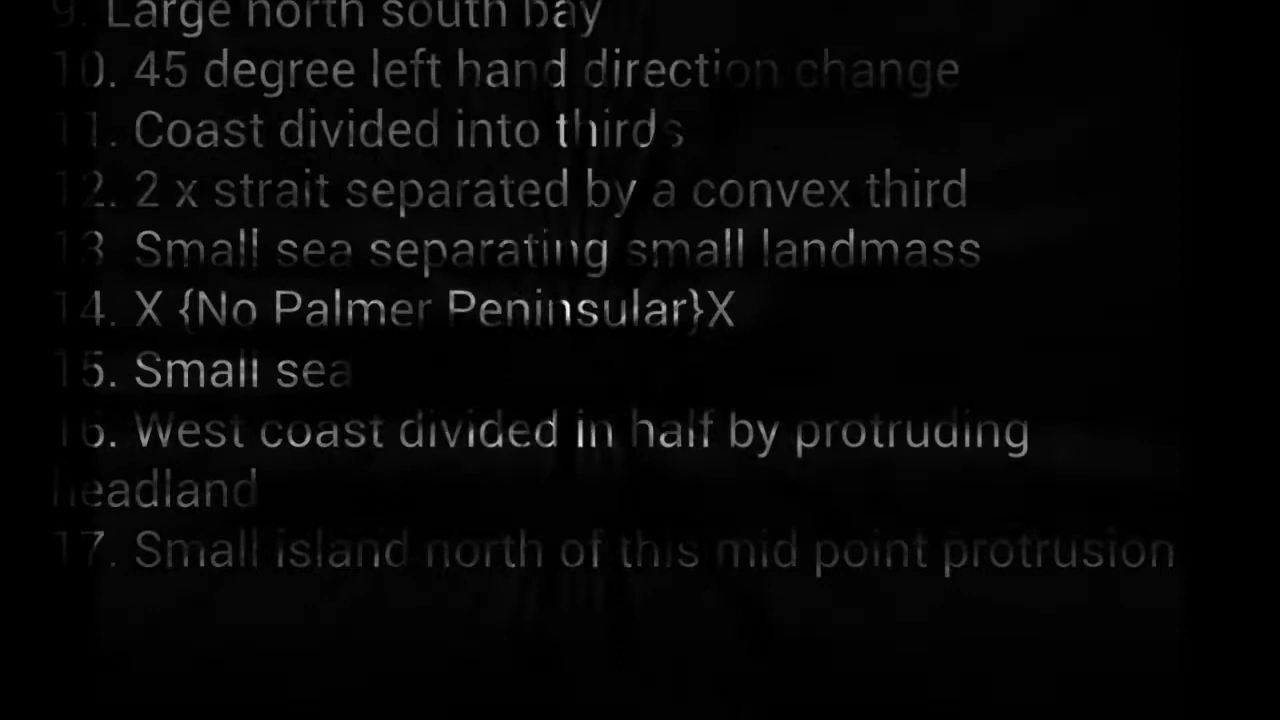 9. Large north south bay
10. 45 degree left hand direction change
11. Coast divided into thirds
12. 2 x strait separated by a convex third
13. Small sea separating small landmass
14. X {No Palmer Peninsular}X
15. Small sea
16. West coast divided in half by protruding
headland
17. Small island north of this mid point protrusion